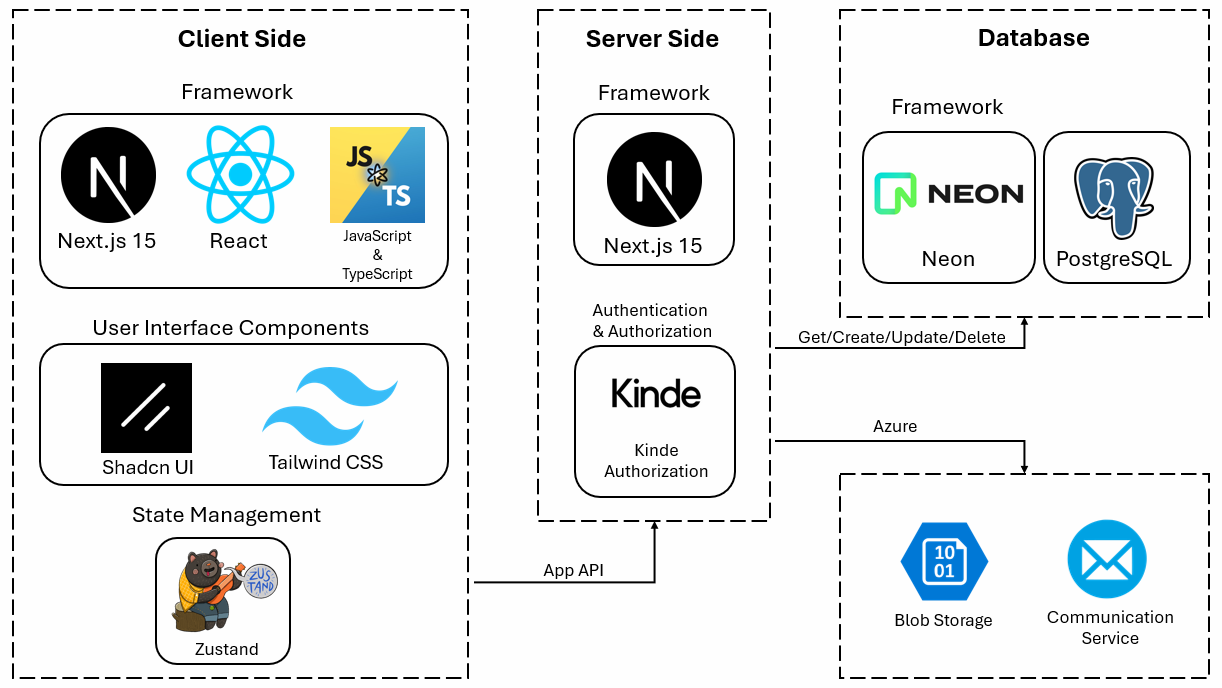 Client Side
Framework
Next.js 15
React
JS
TS
JavaScript
&
TypeScript
User Interface Components
Shadcn UI
Tailwind CSS
State Management
ZUS
TAND
Zustand
App API
Server Side
Framework
Next.js 15
Authentication
& Authorization
Kinde
Kinde
Authorization
Get/Create/Update/Delete
Azure
Database
Framework
NEON
Neon
PostgreSQL
10
01
Blob Storage
Communication
Service